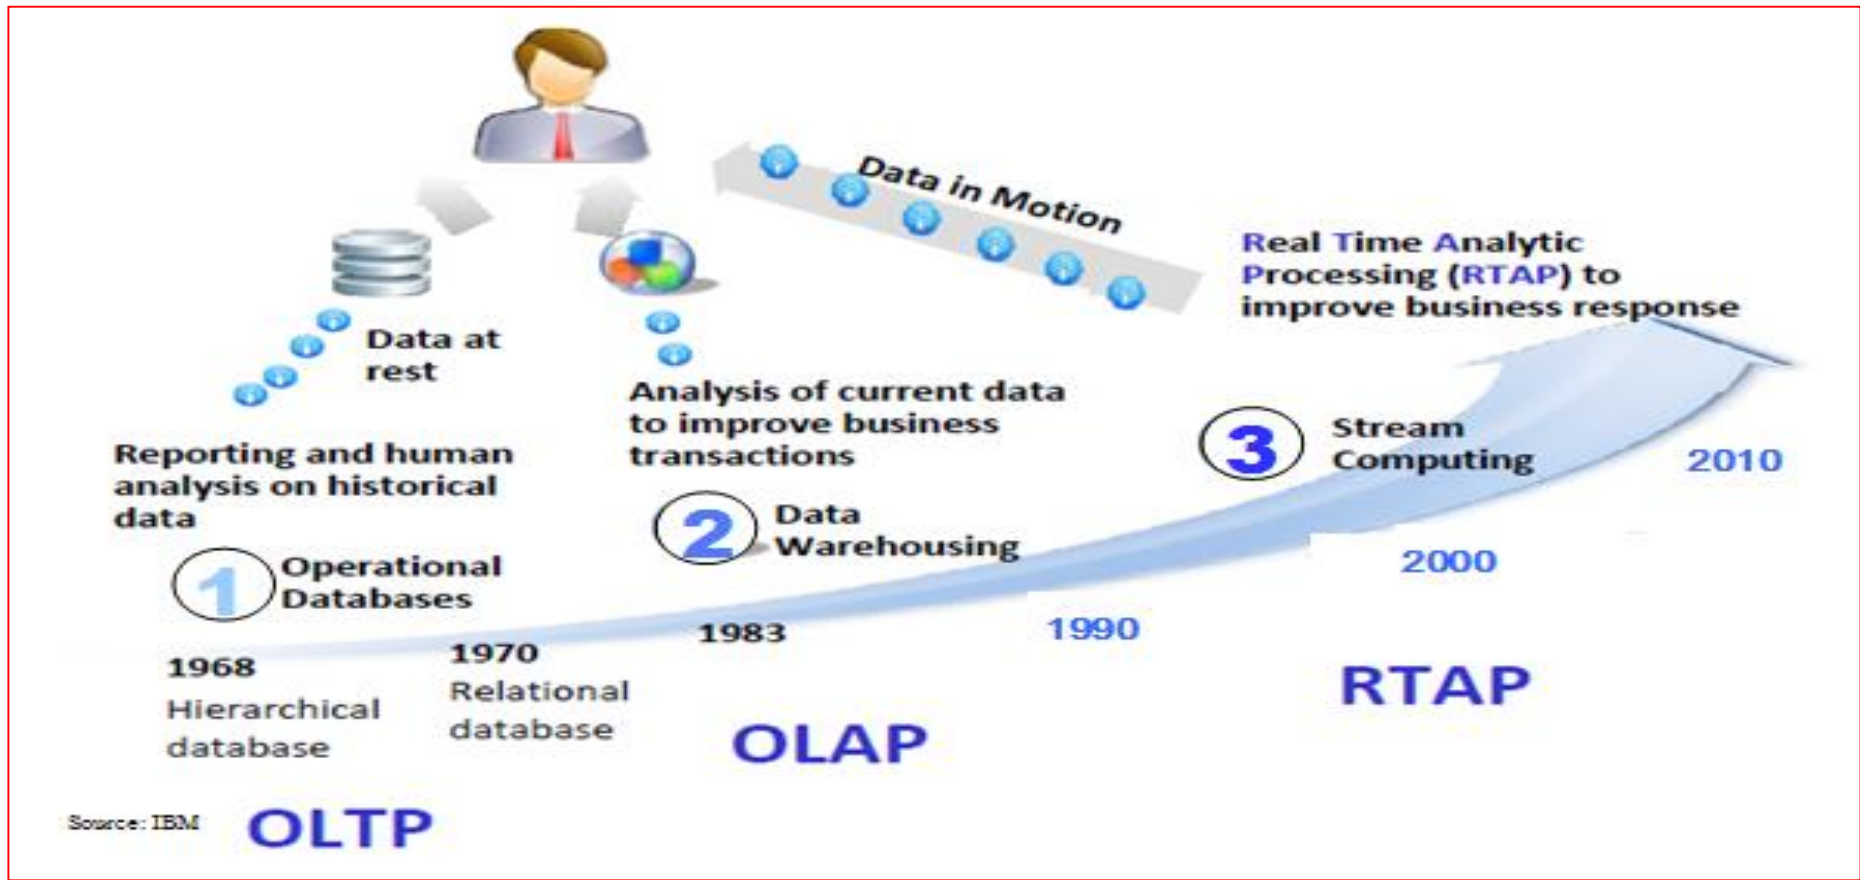 Data in Motion
Real Time Analytic
Processing (RTAP) to
improve business response
Data at
rest
Analysis of current data
to improve business
transactions
Reporting and human
analysis on historical
data
1
Operational
Databases
2
Data
Warehousing
3
Stream
Computing
1968
Hierarchical
database
1970
Relational
database
1983
1990
2000
2010
OLTP
OLAP
RTAP
Source: IBM